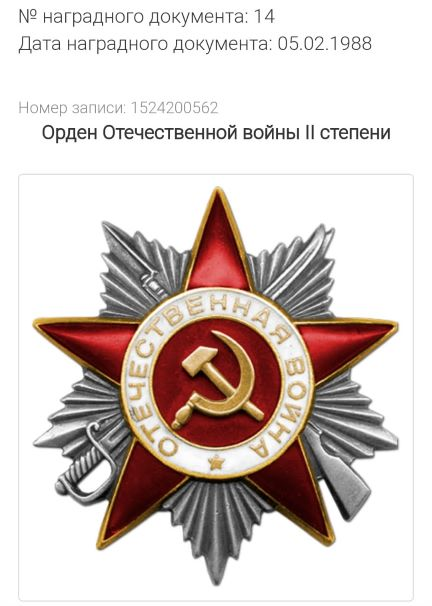 № наградного документа: 14
Дата наградного документа: 05.02.1988
Номер записи: 1524200562
Орден Отечественной войны II степени
ОТЕЧЕСТВЕННАЯ ВОЙНА